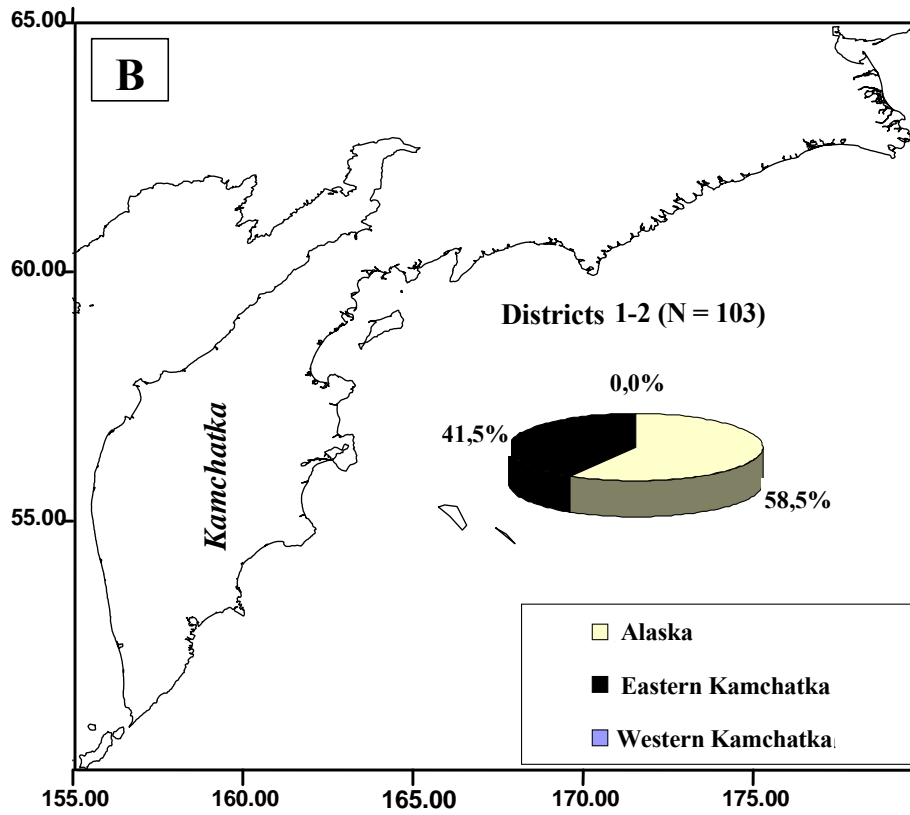 65.00
B
60.00
Districts 1-2 (N = 103)
0,0%
41,5%
58,5%
Kamchatka
55.00
Alaska
Eastern Kamchatka
Western Kamchatka
155.00 160.00 165.00 170.00 175.00